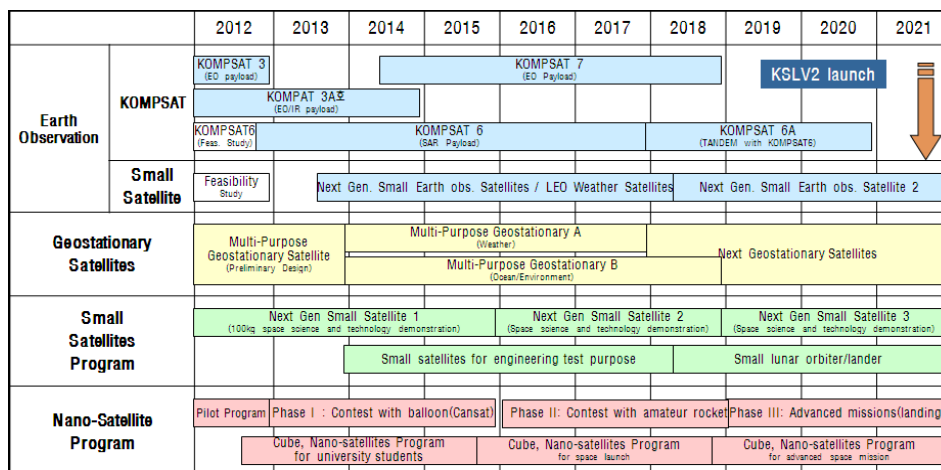 2012 2013 2014 2015 2016 2017 2018 2019 2020 2021
Earth
Observation
KOMPSAT
KOMPSAT 3
(EO payload)
KOMPSAT 7
(EO Payload)
KSLV2 launch
KOMPAT 3A호
(EO/IR payload)
KOMPSAT6
(Feas. Study)
KOMPSAT 6
(SAR Payload)
KOMPSAT 6A
(TANDEM with KOMPSAT6)
Small
Satellite
Feasibility
Study
Next Gen. Small Earth obs. Satellites / LEO Weather Satellites
Next Gen. Small Earth obs. Satellite 2
Geostationary
Satellites
Multi-Purpose
Geostationary Satellite
(Preliminary Design)
Multi-Purpose Geostationary A
(Weather)
Multi-Purpose Geostationary B
(Ocean/Environment)
Next Geostationary Satellites
Small
Satellites
Program
Next Gen Small Satellite 1
(100kg space science and technology demonstration)
Next Gen Small Satellite 2
(Space science and technology demonstration)
Next Gen Small Satellite 3
(Space science and technology demonstration)
Small satellites for engineering test purpose
Small lunar orbiter/lander
Nano-Satellite
Program
Pilot Program
Phase I : Contest with balloon(Cansat)
Phase II: Contest with amateur rocket
Phase III: Advanced missions(landing
Cube, Nano-satellites Program
for university students
Cube, Nano-satellites Program
for space launch
Cube, Nano-satellites Program
for advanced space mission